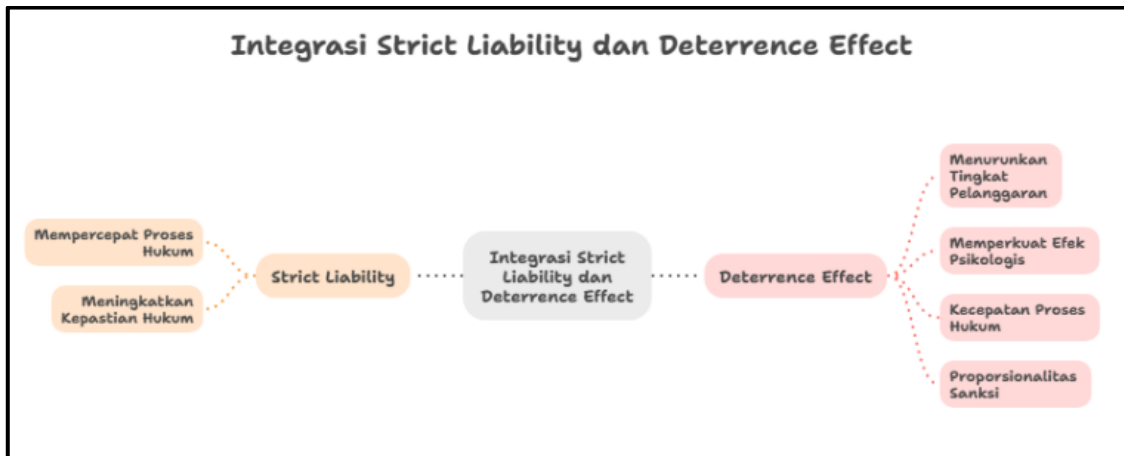 Integrasi Strict Liability dan Deterrence Effect
Mempercepat Proses
Hukum
Meningkatkan
Kepastian Hukum
Strict Liability
Integrasi Strict
Liability dan
Deterrence Effect
Deterrence Effect
Menurunkan
Tingkat
Pelanggaran
Memperkuat Efek
Psikologis
Kecepatan Proses
Hukum
Proporsionalitas
Sanksi